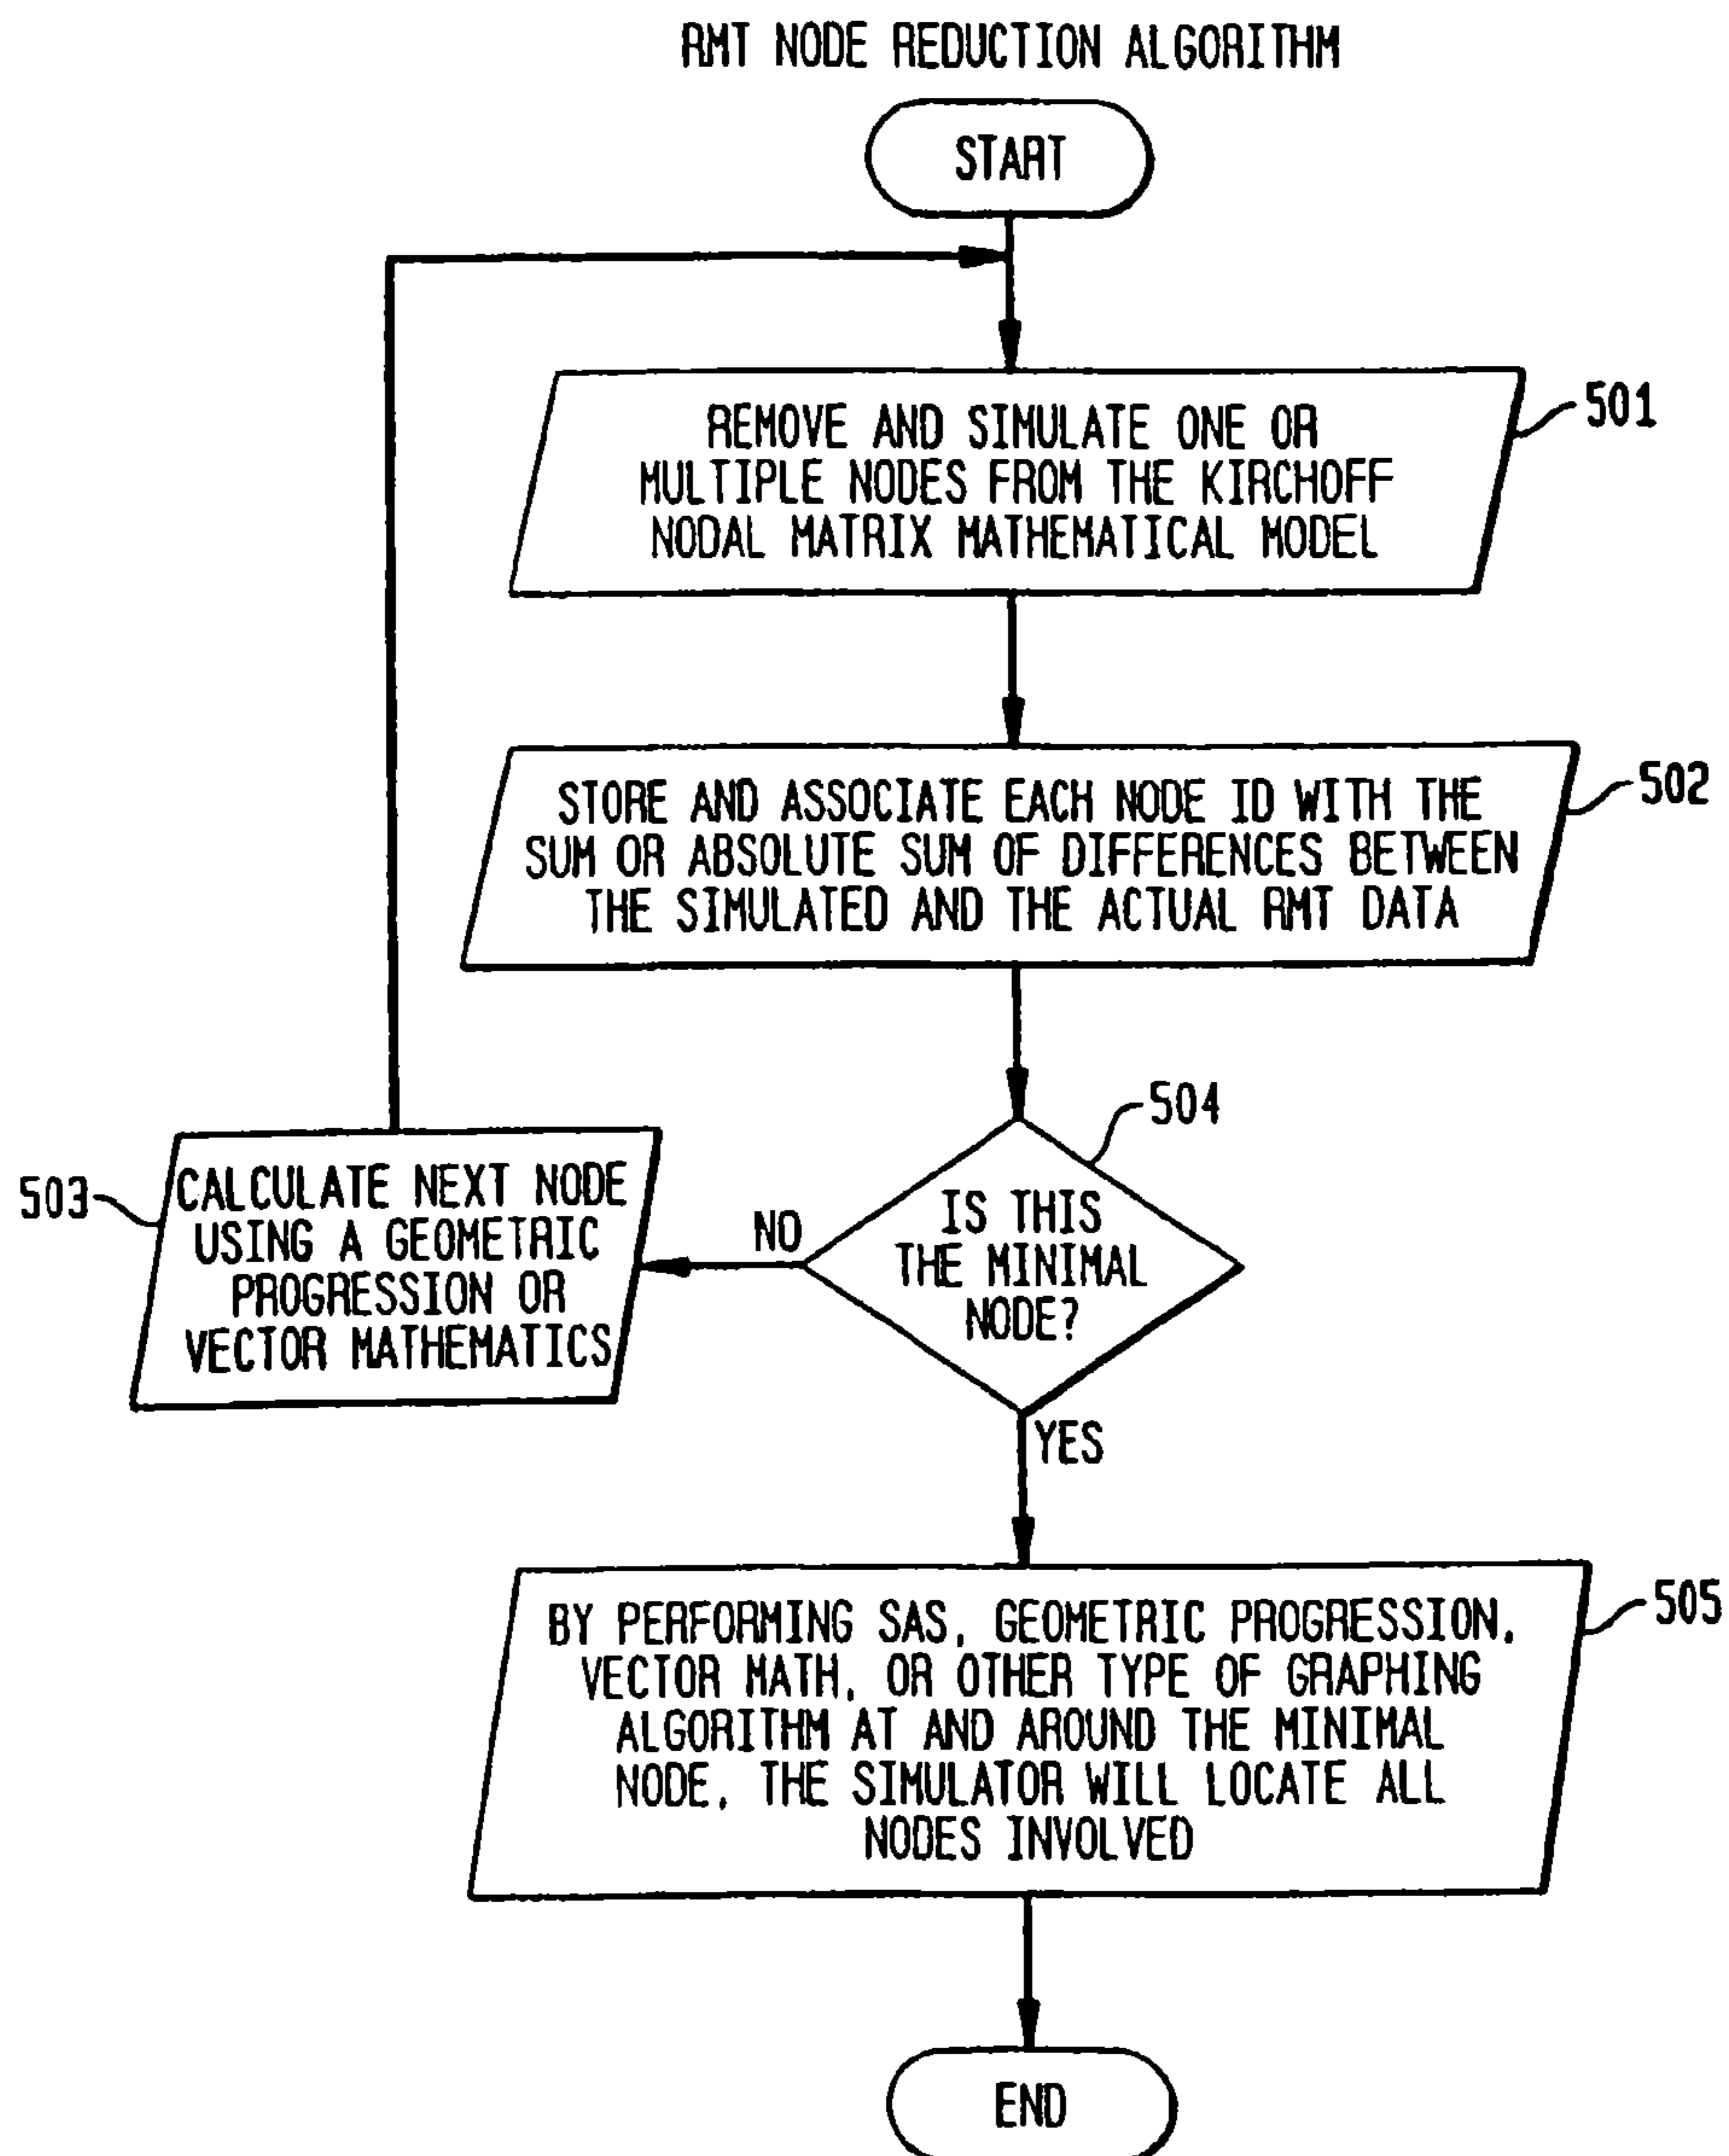 RMT NODE REDUCTION ALGORITHM
START
REMOVE AND SIMULATE ONE OR
MULTIPLE NODES FROM THE KIRCHOFF
NODAL MATRIX MATHEMATICAL MODEL
501
STORE AND ASSOCIATE EACH NODE ID WITH THE
SUM OR ABSOLUTE SUM OF DIFFERENCES BETWEEN
THE SIMULATED AND THE ACTUAL RMT DATA
502
504
IS THIS
THE MINIMAL
NODE?
NO
503
CALCULATE NEXT NODE
USING A GEOMETRIC
PROGRESSION OR
VECTOR MATHEMATICS
YES
BY PERFORMING SAS, GEOMETRIC PROGRESSION,
VECTOR MATH, OR OTHER TYPE OF GRAPHING
ALGORITHM AT AND AROUND THE MINIMAL
NODE, THE SIMULATOR WILL LOCATE ALL
NODES INVOLVED
505
END